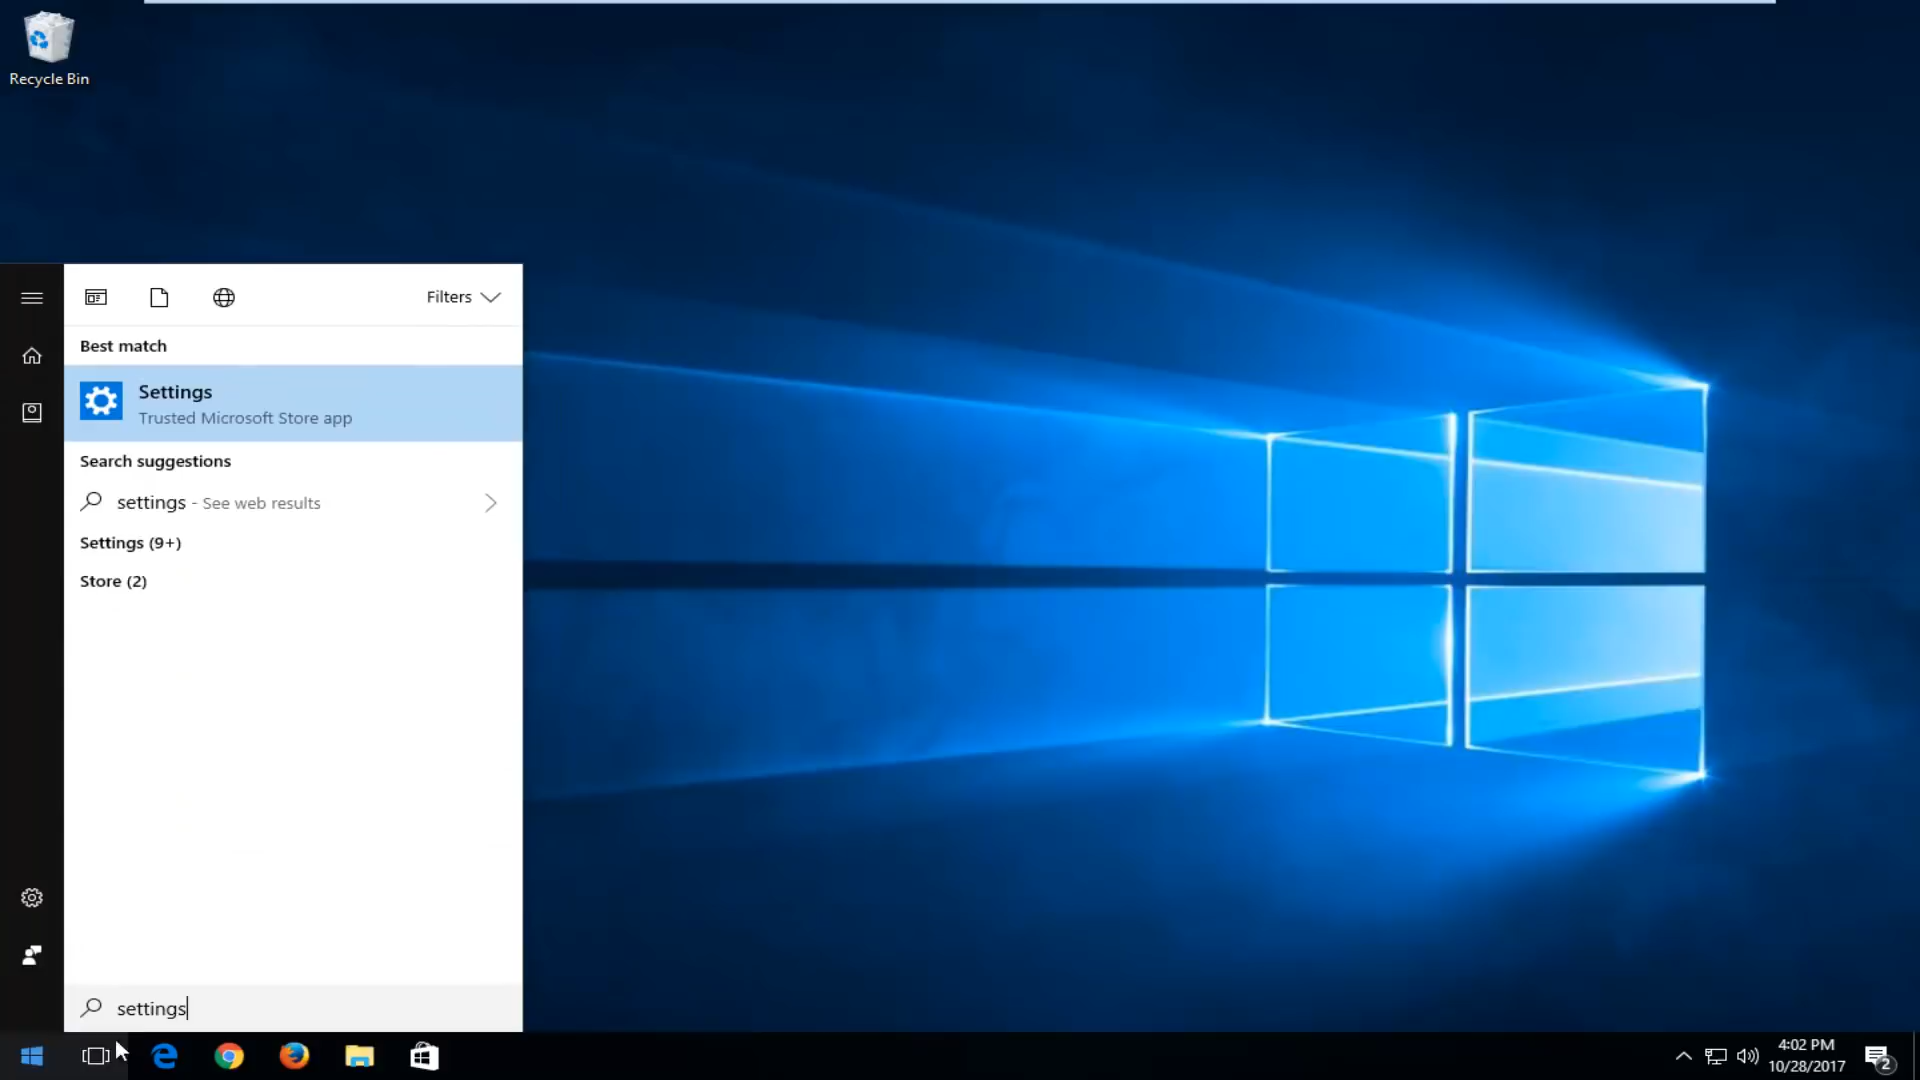 Recycle Bin
Filters
Best match
Settings
Trusted Microsoft Store app
Search suggestions
settings - See web results
Settings (9+)
Store (2)
settings
4:02 PM
10/28/2017
2